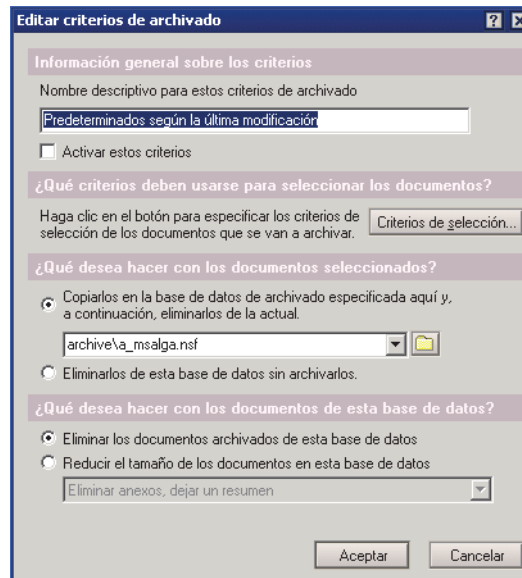 Editar criterios de archivado
Información general sobre los criterios
Nombre descriptivo para estos criterios de archivado
Predeterminados según la última modificación
Activar estos criterios
¿Qué criterios deben usarse para seleccionar los documentos?
Haga clic en el botón para especificar los criterios de
selección de los documentos que se van a archivar.
Criterios de selección...
¿Qué desea hacer con los documentos seleccionados?
Copiarlos en la base de datos de archivado especificada aquí y,
a continuación, eliminarlos de la actual.
archive\a_msalga.nsf
Eliminarlos de esta base de datos sin archivarlos.
¿Qué desea hacer con los documentos de esta base de datos?
Eliminar los documentos archivados de esta base de datos
Reducir el tamaño de los documentos en esta base de datos
Eliminar anexos, dejar un resumen
Aceptar
Cancelar